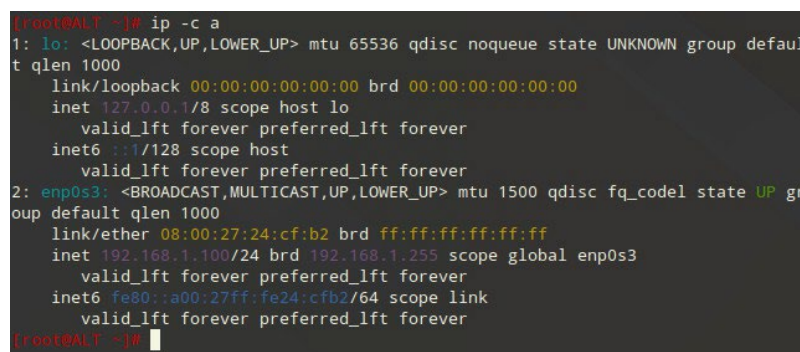 [root@ALT ~]# ip -c a
1: lo: <LOOPBACK,UP,LOWER_UP> mtu 65536 qdisc noqueue state UNKNOWN group defaul
t qlen 1000
    link/loopback 00:00:00:00:00:00 brd 00:00:00:00:00:00
    inet 127.0.0.1/8 scope host lo
       valid_lft forever preferred_lft forever
    inet6 ::1/128 scope host
       valid_lft forever preferred_lft forever
2: enp0s3: <BROADCAST,MULTICAST,UP,LOWER_UP> mtu 1500 qdisc fq_codel state UP gr
oup default qlen 1000
    link/ether 08:00:27:24:cf:b2 brd ff:ff:ff:ff:ff:ff
    inet 192.168.1.100/24 brd 192.168.1.255 scope global enp0s3
       valid_lft forever preferred_lft forever
    inet6 fe80::a00:27ff:fe24:cfb2/64 scope link
       valid_lft forever preferred_lft forever
[root@ALT ~]#